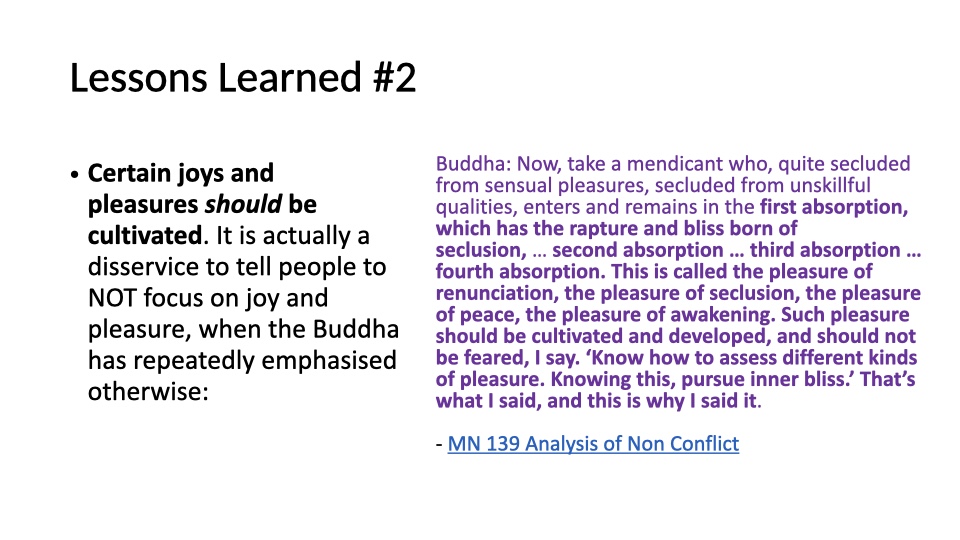 Lessons Learned #2
• Certain joys and
pleasures should be
cultivated. It is actually a
disservice to tell people to
NOT focus on joy and
pleasure, when the Buddha
has repeatedly emphasised
otherwise:
Buddha: Now, take a mendicant who, quite secluded
from sensual pleasures, secluded from unskillful
qualities, enters and remains in the first absorption,
which has the rapture and bliss born of
seclusion, … second absorption … third absorption …
fourth absorption. This is called the pleasure of
renunciation, the pleasure of seclusion, the pleasure
of peace, the pleasure of awakening. Such pleasure
should be cultivated and developed, and should not
be feared, I say. ‘Know how to assess different kinds
of pleasure. Knowing this, pursue inner bliss.’ That’s
what I said, and this is why I said it.
- MN 139 Analysis of Non Conflict